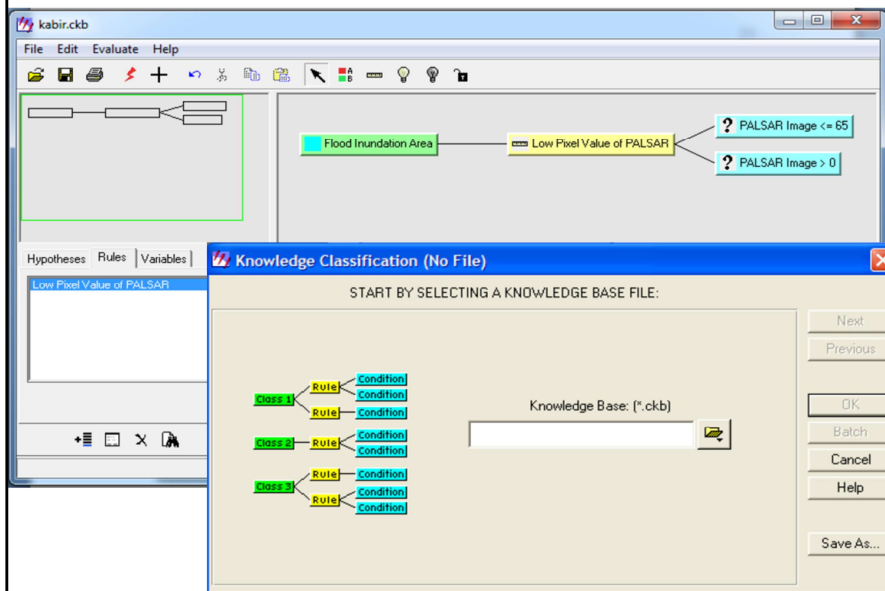 kabir.ckb
File Edit Evaluate Help
A
B
Flood Inundation Area
Low Pixel Value of PALSAR
? PALSAR Image <= 65
? PALSAR Image > 0
Hypotheses Rules Variables
Low Pixel Value of PALSAR
Knowledge Classification (No File)
START BY SELECTING A KNOWLEDGE BASE FILE:
Class 1
Rule
Condition
Condition
Rule
Condition
Class 2
Rule
Condition
Condition
Class 3
Rule
Condition
Rule
Condition
Condition
Knowledge Base: (*.ckb)
Next
Previous
OK
Batch
Cancel
Help
Save As...